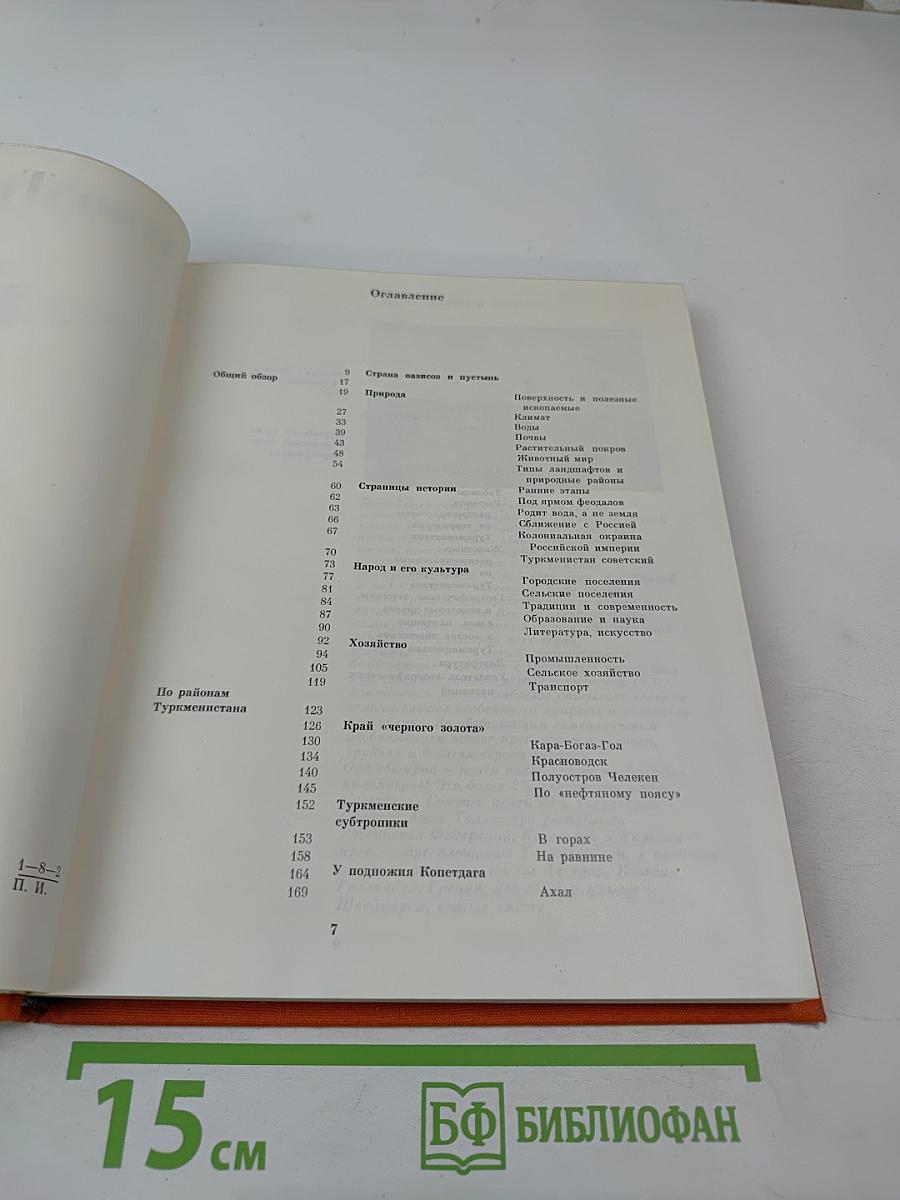 Оглавление
Общий обзор 9 Страна оазисов и пустынь
17 Природа
19 Поверхность и полезные
ископаемые
27 Климат
33 Воды
39 Почвы
43 Растительный покров
48 Животный мир
54 Типы ландшафтов и
природные районы
60 Страницы истории Ранние этапы
62 Под ярмом феодалов
63 Родит вода, а не земля
66 Сближение с Россией
67 Колониальная окраина
Российской империи
70 Туркменистан советский
73 Народ и его культура
77 Городские поселения
81 Сельские поселения
84 Традиции и современность
87 Образование и наука
90 Литература, искусство
92 Хозяйство
94 Промышленность
105 Сельское хозяйство
119 Транспорт
По районам
Туркменистана 123
126 Край «черного золота»
130 Кара-Богаз-Гол
134 Красноводск
140 Полуостров Челекен
145 По «нефтяному поясу»
152 Туркменские
субтропики
153 В горах
158 На равнине
164 У подножия Копетдага
169 Ахал
7
1—8—2
П. И.
15 см
БФ БИБЛИОФАН